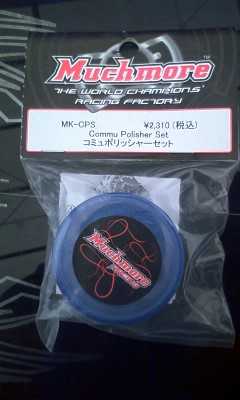 Muchmore
"THE WORLD CHAMPIONS"
RACING FACTORY
MK-CPS ¥2,310(税込)
Commu Polisher Set
コミュポリッシャーセット
Muchmore
RACING